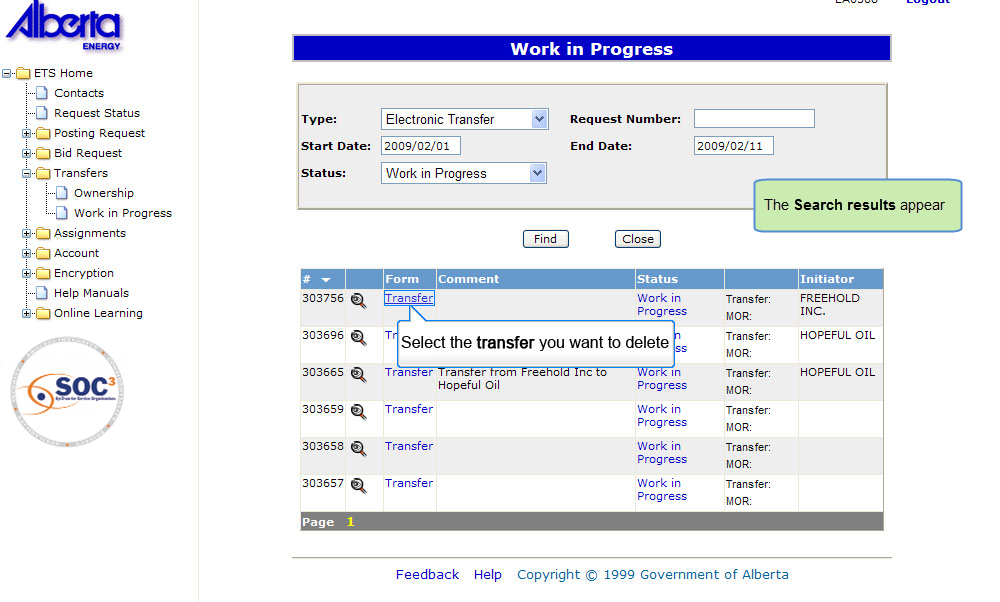 Alberta
ENERGY
Logout
Work in Progress
ETS Home
Contacts
Request Status
Posting Request
Bid Request
Transfers
Ownership
Work in Progress
Assignments
Account
Encryption
Help Manuals
Online Learning
SOC3
SysTrust for Service Organizations
Type: Electronic Transfer Request Number:
Start Date: 2009/02/01 End Date: 2009/02/11
Status: Work in Progress
The Search results appear
Find Close
# Form Comment Status Initiator
303756 Transfer Work in Progress Transfer: MOR: FREEHOLD INC.
Select the transfer you want to delete
303696 MOR: Transfer: HOPEFUL OIL
303665 Transfer Transfer from Freehold Inc to Hopeful Oil Work in Progress Transfer: MOR: HOPEFUL OIL
303659 Transfer Work in Progress Transfer: MOR:
303658 Transfer Work in Progress Transfer: MOR:
303657 Transfer Work in Progress Transfer: MOR:
Page 1
Feedback Help Copyright © 1999 Government of Alberta